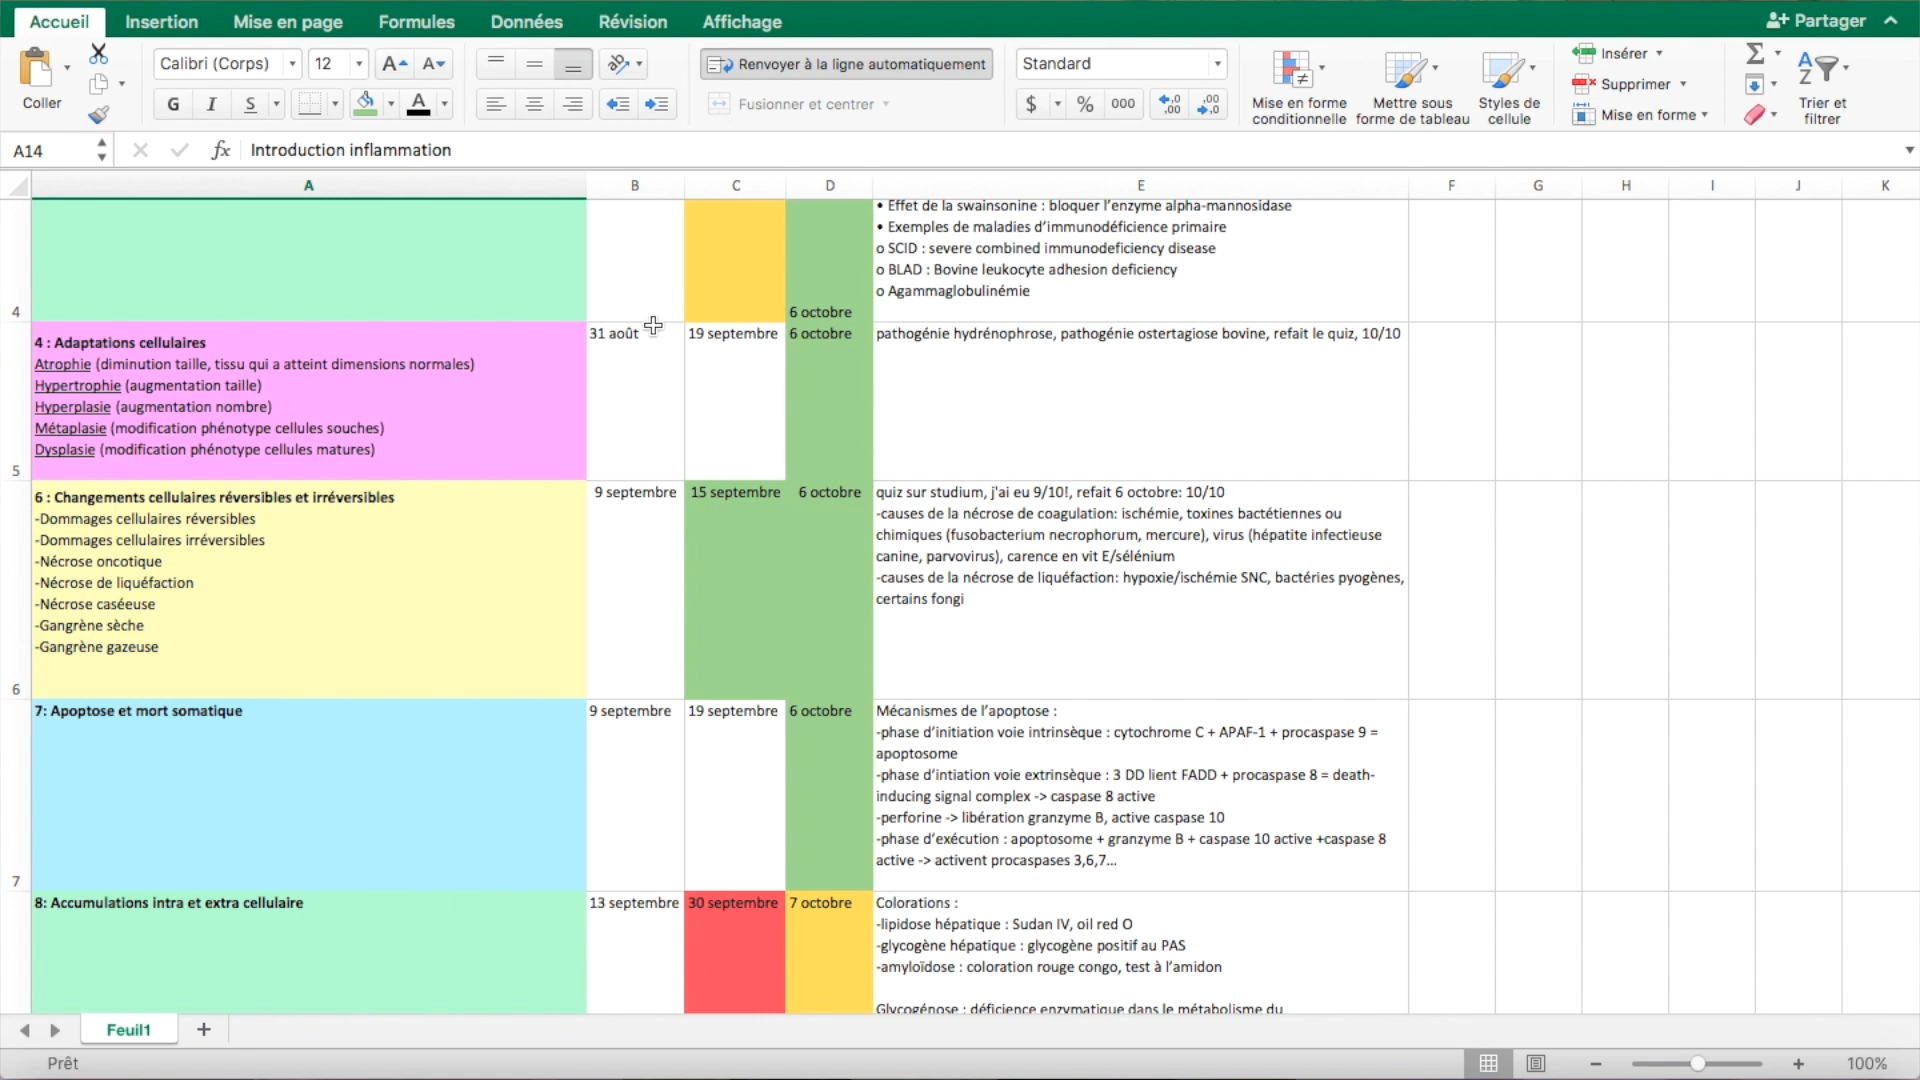 Accueil Insertion Mise en page Formules Données Révision Affichage Partager
Coller
Calibri (Corps) 12 A A
G I S A
Renvoyer à la ligne automatiquement
Fusionner et centrer
Standard
$ % 000 ,0 ,00 ,00 ,0
Mise en forme conditionnelle
Mettre sous forme de tableau
Styles de cellule
Insérer
Supprimer
Mise en forme
Trier et filtrer
A14 fx Introduction inflammation
A B C D E F G H I J K
4
6 octobre
• Effet de la swainsonine : bloquer l'enzyme alpha-mannosidase
• Exemples de maladies d'immunodéficience primaire
o SCID : severe combined immunodeficiency disease
o BLAD : Bovine leukocyte adhesion deficiency
o Agammaglobulinémie
5
4 : Adaptations cellulaires
Atrophie (diminution taille, tissu qui a atteint dimensions normales)
Hypertrophie (augmentation taille)
Hyperplasie (augmentation nombre)
Métaplasie (modification phénotype cellules souches)
Dysplasie (modification phénotype cellules matures)
31 août 19 septembre 6 octobre
pathogénie hydrénophrose, pathogénie ostertagiose bovine, refait le quiz, 10/10
6
6 : Changements cellulaires réversibles et irréversibles
-Dommages cellulaires réversibles
-Dommages cellulaires irréversibles
-Nécrose oncotique
-Nécrose de liquéfaction
-Nécrose caséeuse
-Gangrène sèche
-Gangrène gazeuse
9 septembre 15 septembre 6 octobre
quiz sur studium, j'ai eu 9/10!, refait 6 octobre: 10/10
-causes de la nécrose de coagulation: ischémie, toxines bactétiennes ou
chimiques (fusobacterium necrophorum, mercure), virus (hépatite infectieuse
canine, parvovirus), carence en vit E/sélénium
-causes de la nécrose de liquéfaction: hypoxie/ischémie SNC, bactéries pyogènes,
certains fongi
7
7: Apoptose et mort somatique
9 septembre 19 septembre 6 octobre
Mécanismes de l'apoptose :
-phase d'initiation voie intrinsèque : cytochrome C + APAF-1 + procaspase 9 =
apoptosome
-phase d'intiation voie extrinsèque : 3 DD lient FADD + procaspase 8 = death-
inducing signal complex -> caspase 8 active
-perforine -> libération granzyme B, active caspase 10
-phase d'exécution : apoptosome + granzyme B + caspase 10 active +caspase 8
active -> activent procaspases 3,6,7...
8: Accumulations intra et extra cellulaire
13 septembre 30 septembre 7 octobre
Colorations :
-lipidose hépatique : Sudan IV, oil red O
-glycogène hépatique : glycogène positif au PAS
-amyloïdose : coloration rouge congo, test à l'amidon
Glycogénose : déficience enzymatique dans le métabolisme du
Feuil1 +
Prêt
100%